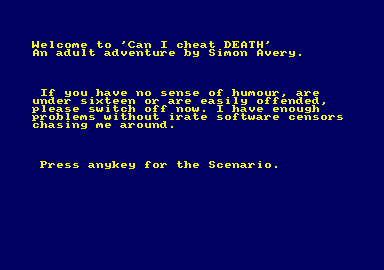 Welcome to 'Can I cheat DEATH'
An adult adventure by Simon Avery.
If you have no sense of humour, are
under sixteen or are easily offended,
please switch off now. I have enough
problems without irate software censors
chasing me around.
Press anykey for the Scenario.